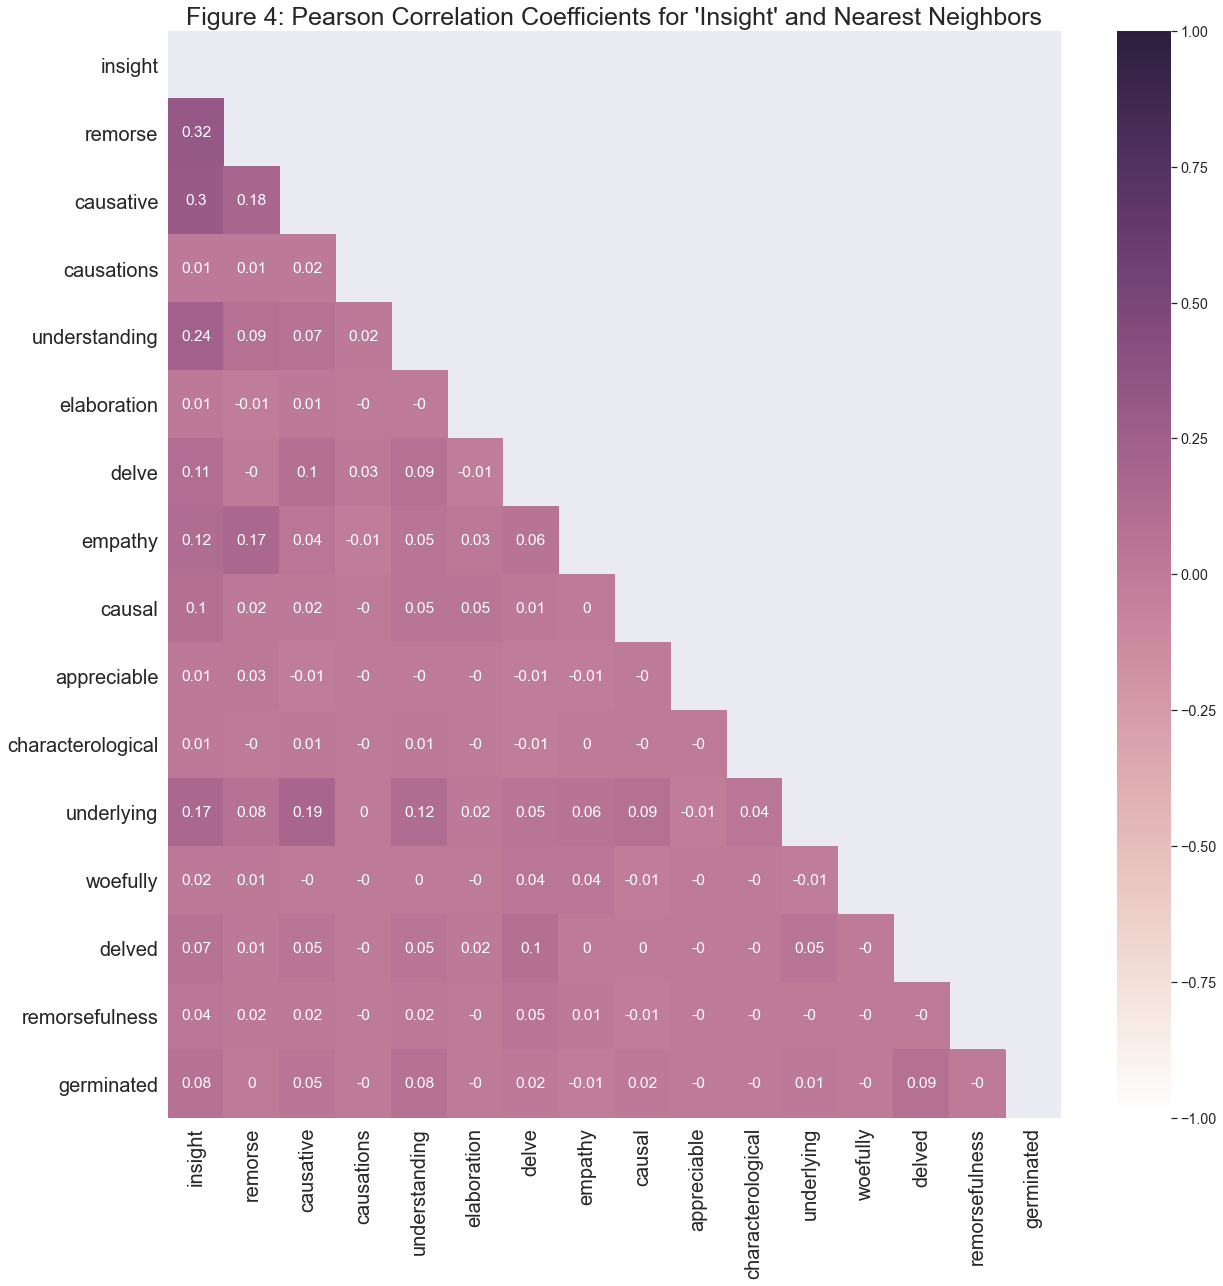 Figure 4: Pearson Correlation Coefficients for 'Insight' and Nearest Neighbors
insight
remorse 0.32
causative 0.3 0.18
causations 0.01 0.01 0.02
understanding 0.24 0.09 0.07 0.02
elaboration 0.01 -0.01 0.01 -0 -0
delve 0.11 -0 0.1 0.03 0.09 -0.01
empathy 0.12 0.17 0.04 -0.01 0.05 0.03 0.06
causal 0.1 0.02 0.02 -0 0.05 0.05 0.01 0
appreciable 0.01 0.03 -0.01 -0 -0 -0 -0.01 -0.01 -0
characterological 0.01 -0 0.01 -0 0.01 -0 -0.01 0 -0 -0
underlying 0.17 0.08 0.19 0 0.12 0.02 0.05 0.06 0.09 -0.01 0.04
woefully 0.02 0.01 -0 -0 0 -0 0.04 0.04 -0.01 -0 -0 -0.01
delved 0.07 0.01 0.05 -0 0.05 0.02 0.1 0 0 -0 -0 0.05 -0
remorsefulness 0.04 0.02 0.02 -0 0.02 -0 0.05 0.01 -0.01 -0 -0 -0 -0 -0
germinated 0.08 0 0.05 -0 0.08 -0 0.02 -0.01 0.02 -0 -0 0.01 -0 0.09 -0
insight
remorse
causative
causations
understanding
elaboration
delve
empathy
causal
appreciable
characterological
underlying
woefully
delved
remorsefulness
germinated
1.00
0.75
0.50
0.25
0.00
−0.25
−0.50
−0.75
−1.00